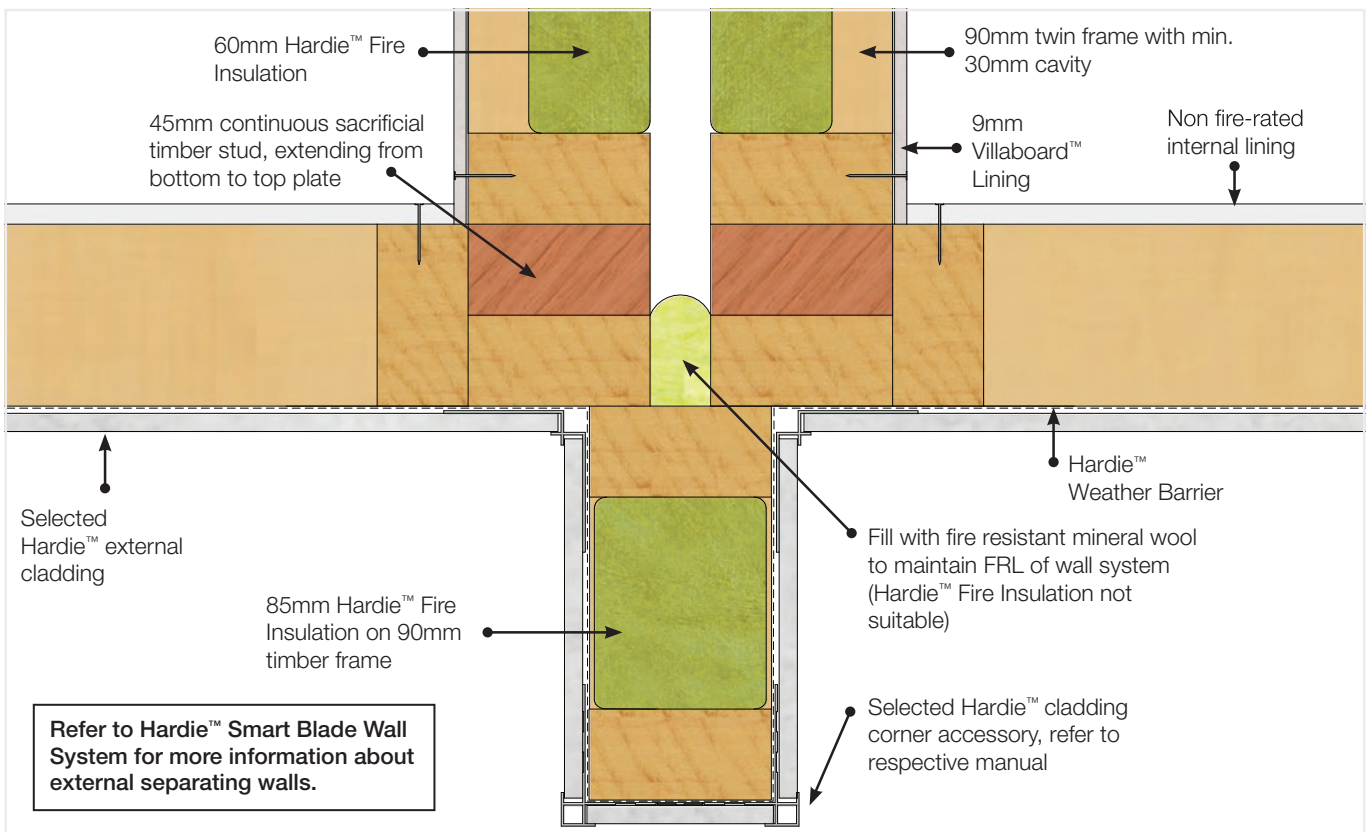 60mm Hardie™ Fire
Insulation
90mm twin frame with min.
30mm cavity
45mm continuous sacrificial
timber stud, extending from
bottom to top plate
9mm
Villaboard™
Lining
Non fire-rated
internal lining
Selected
Hardie™ external
cladding
Hardie™
Weather Barrier
Fill with fire resistant mineral wool
to maintain FRL of wall system
(Hardie™ Fire Insulation not
suitable)
85mm Hardie™ Fire
Insulation on 90mm
timber frame
Selected Hardie™ cladding
corner accessory, refer to
respective manual
Refer to Hardie™ Smart Blade Wall
System for more information about
external separating walls.